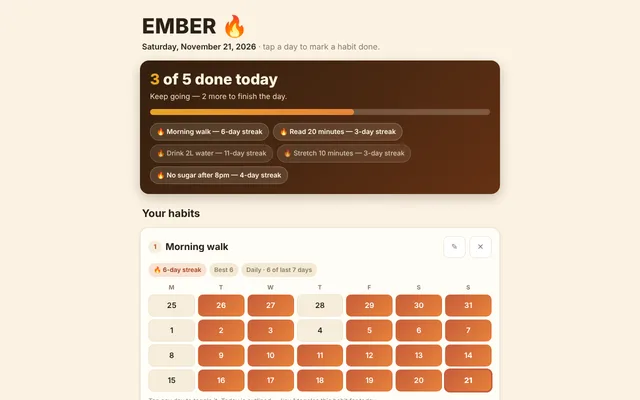 EMBER 🔥
Saturday, November 21, 2026 · tap a day to mark a habit done.
3 of 5 done today
Keep going — 2 more to finish the day.
🔥 Morning walk — 6-day streak 🔥 Read 20 minutes — 3-day streak
🔥 Drink 2L water — 11-day streak 🔥 Stretch 10 minutes — 3-day streak
🔥 No sugar after 8pm — 4-day streak
Your habits
1 Morning walk ✎ ✕
🔥 6-day streak Best 6 Daily · 6 of last 7 days
M T W T F S S
25 26 27 28 29 30 31
1 2 3 4 5 6 7
8 9 10 11 12 13 14
15 16 17 18 19 20 21